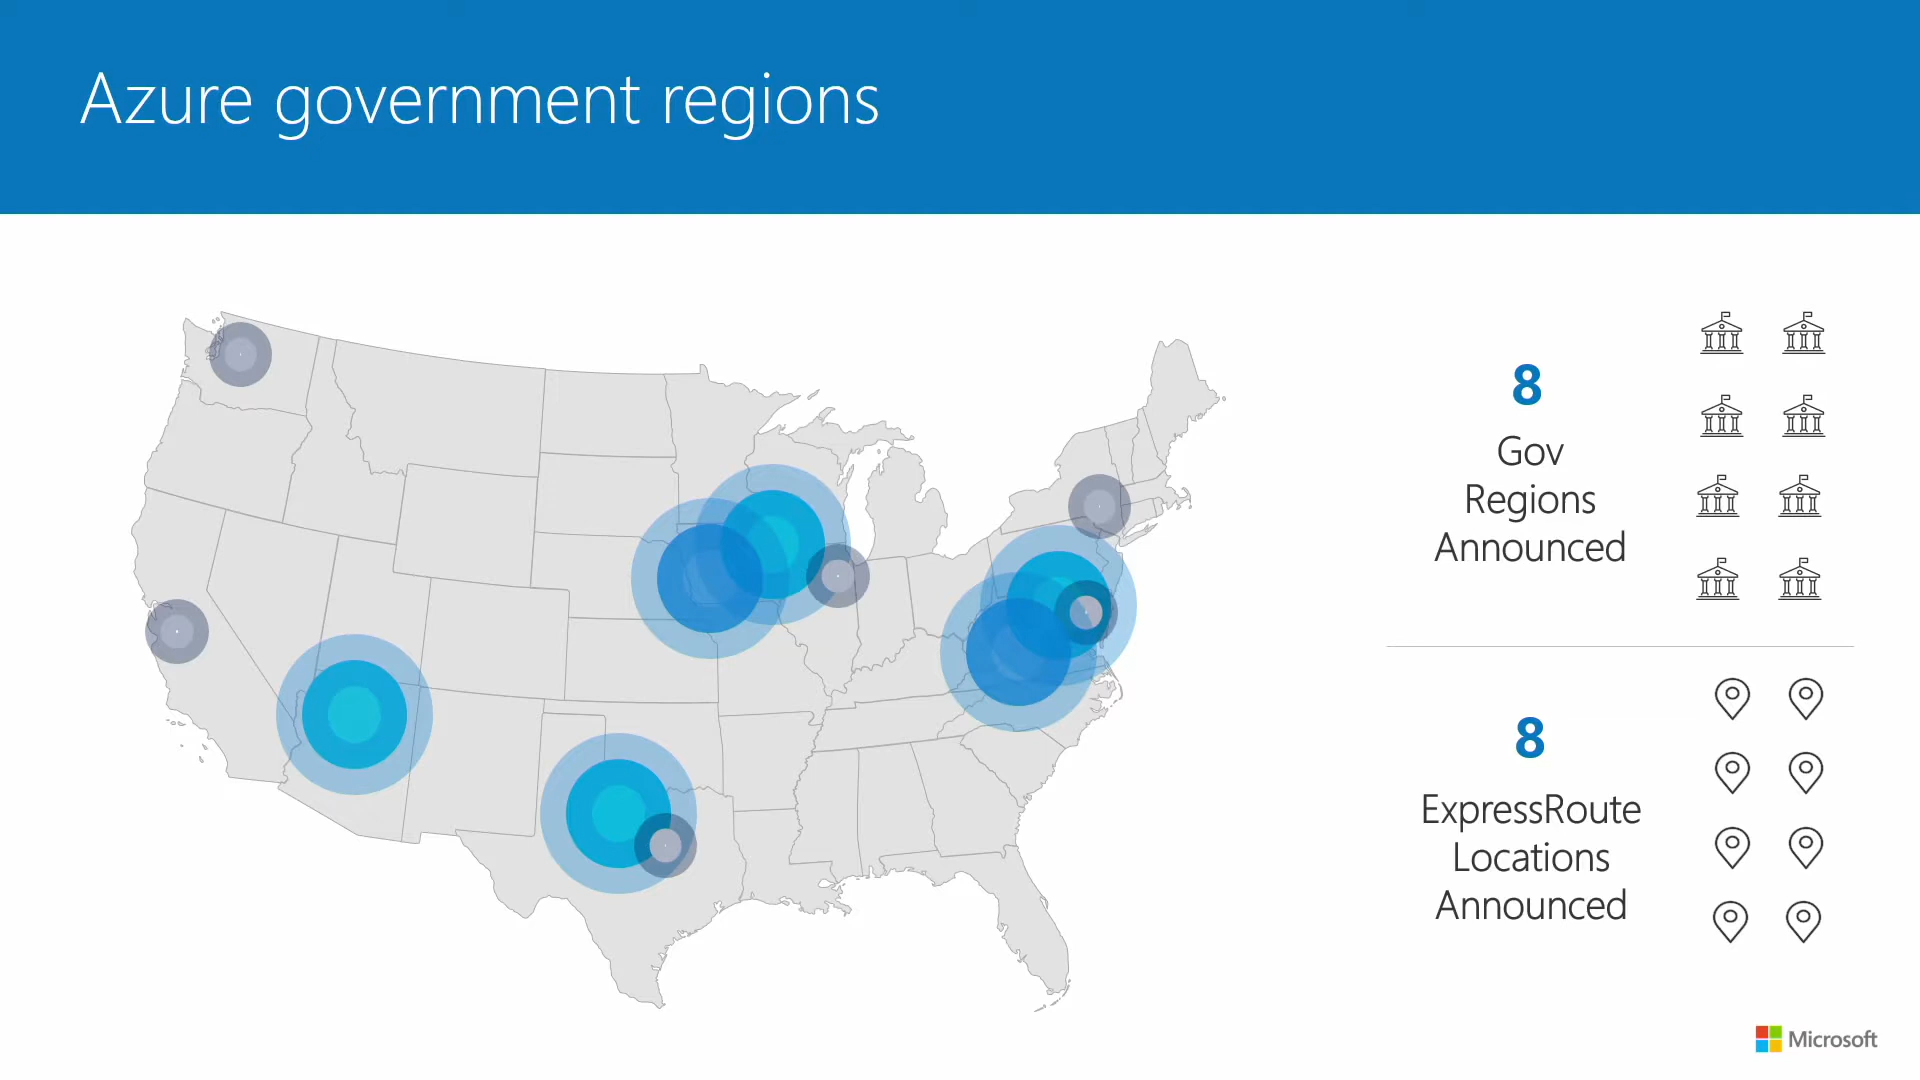 Azure government regions
8
Gov
Regions
Announced
8
ExpressRoute
Locations
Announced
Microsoft